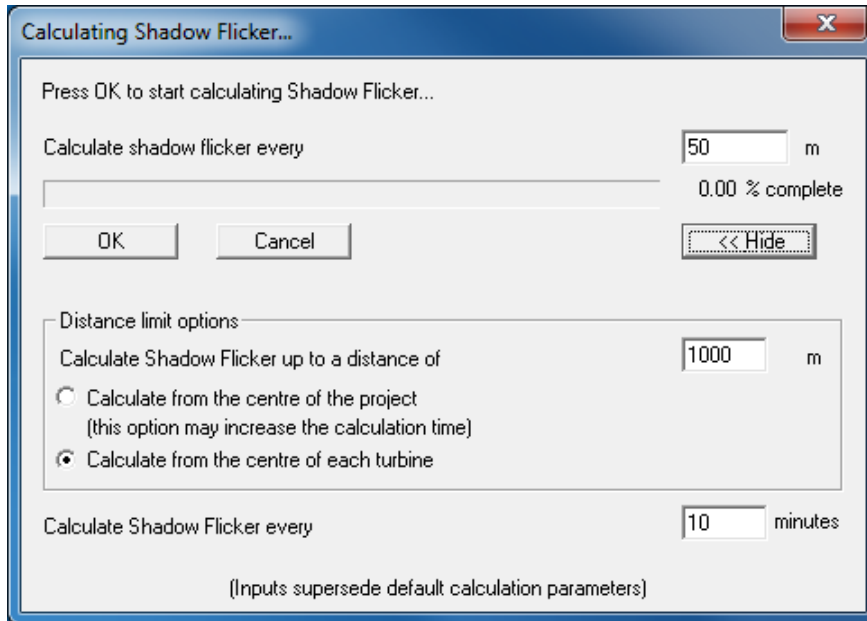 Calculating Shadow Flicker...
Press OK to start calculating Shadow Flicker...
Calculate shadow flicker every 50 m
0.00 % complete
OK Cancel << Hide
Distance limit options
Calculate Shadow Flicker up to a distance of 1000 m
Calculate from the centre of the project
(this option may increase the calculation time)
Calculate from the centre of each turbine
Calculate Shadow Flicker every 10 minutes
(Inputs supersede default calculation parameters)